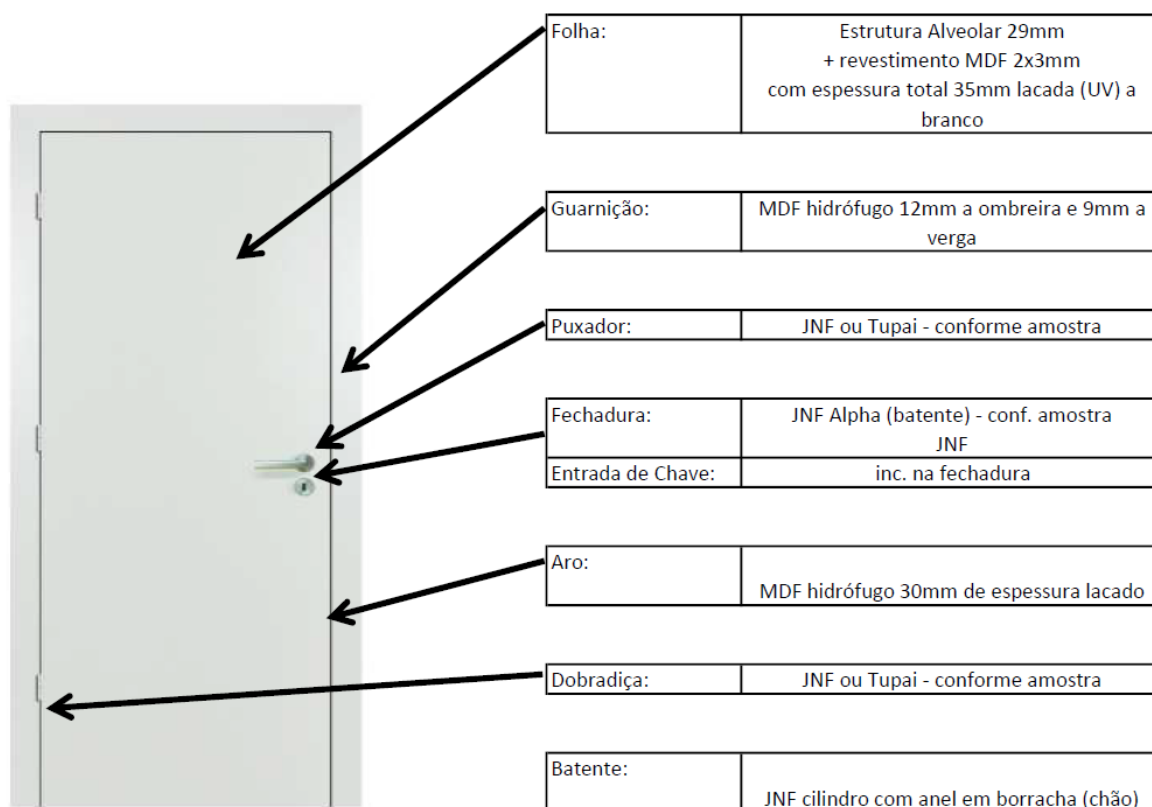 Folha:
Estrutura Alveolar 29mm
+ revestimento MDF 2x3mm
com espessura total 35mm lacada (UV) a
branco
Guarnição:
MDF hidrófugo 12mm a ombreira e 9mm a
verga
Puxador:
JNF ou Tupai - conforme amostra
Fechadura:
JNF Alpha (batente) - conf. amostra
JNF
Entrada de Chave:
inc. na fechadura
Aro:
MDF hidrófugo 30mm de espessura lacado
Dobradiça:
JNF ou Tupai - conforme amostra
Batente:
JNF cilindro com anel em borracha (chão)